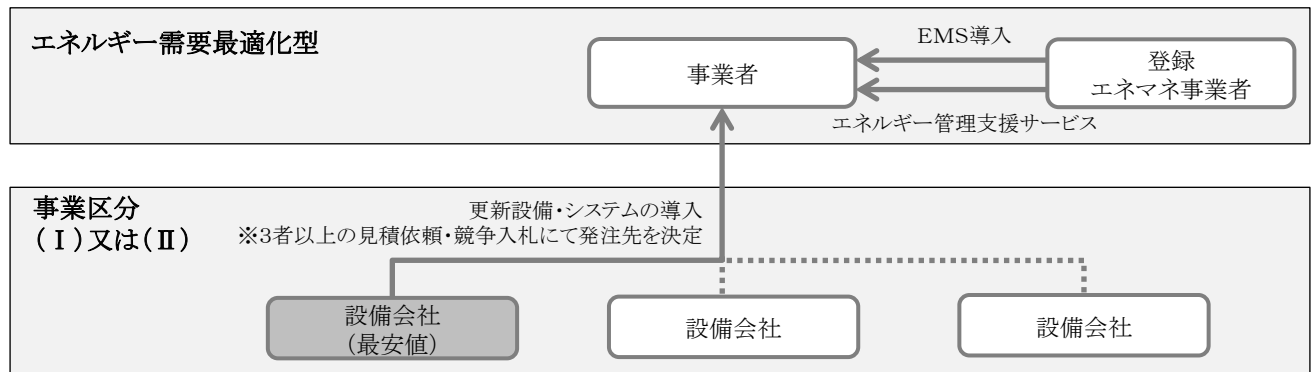 エネルギー需要最適化型
EMS導入
事業者
登録
エネマネ事業者
エネルギー管理支援サービス
事業区分
(Ⅰ)又は(Ⅱ)
更新設備・システムの導入
※3者以上の見積依頼・競争入札にて発注先を決定
設備会社
(最安値)
設備会社
設備会社